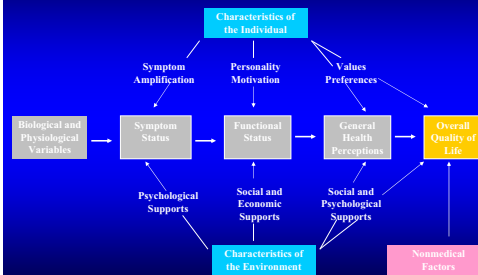 Characteristics of
the Individual
Symptom
Amplification
Personality
Motivation
Values
Preferences
Biological and
Physiological
Variables
Symptom
Status
Functional
Status
General
Health
Perceptions
Overall
Quality of
Life
Psychological
Supports
Social and
Economic
Supports
Social and
Psychological
Supports
Characteristics of
the Environment
Nonmedical
Factors